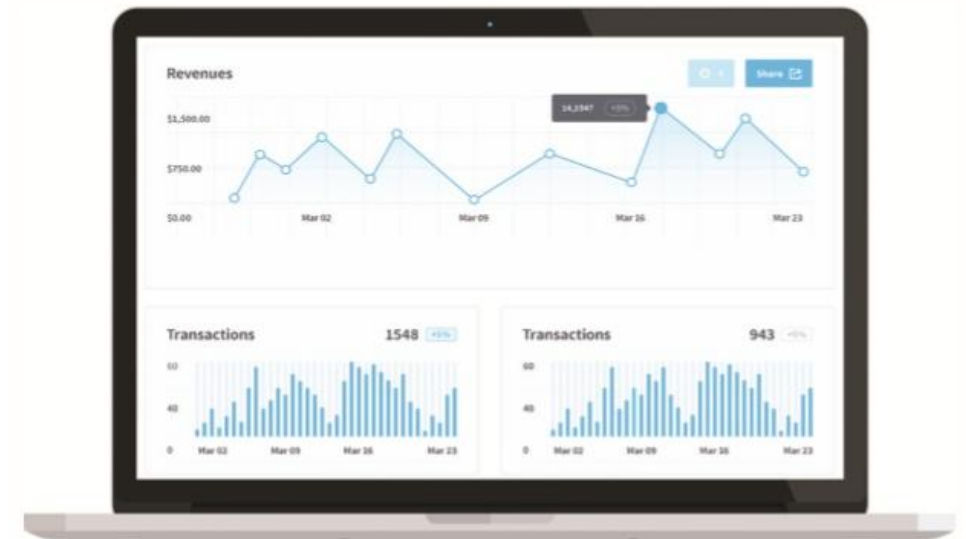 Revenues
Share
$1,500.00
$750.00
$0.00
Mar 02
Mar 09
Mar 16
Mar 23
Transactions
1548
60
40
0
Mar 02
Mar 09
Mar 16
Mar 23
Transactions
943
60
40
0
Mar 02
Mar 09
Mar 16
Mar 23